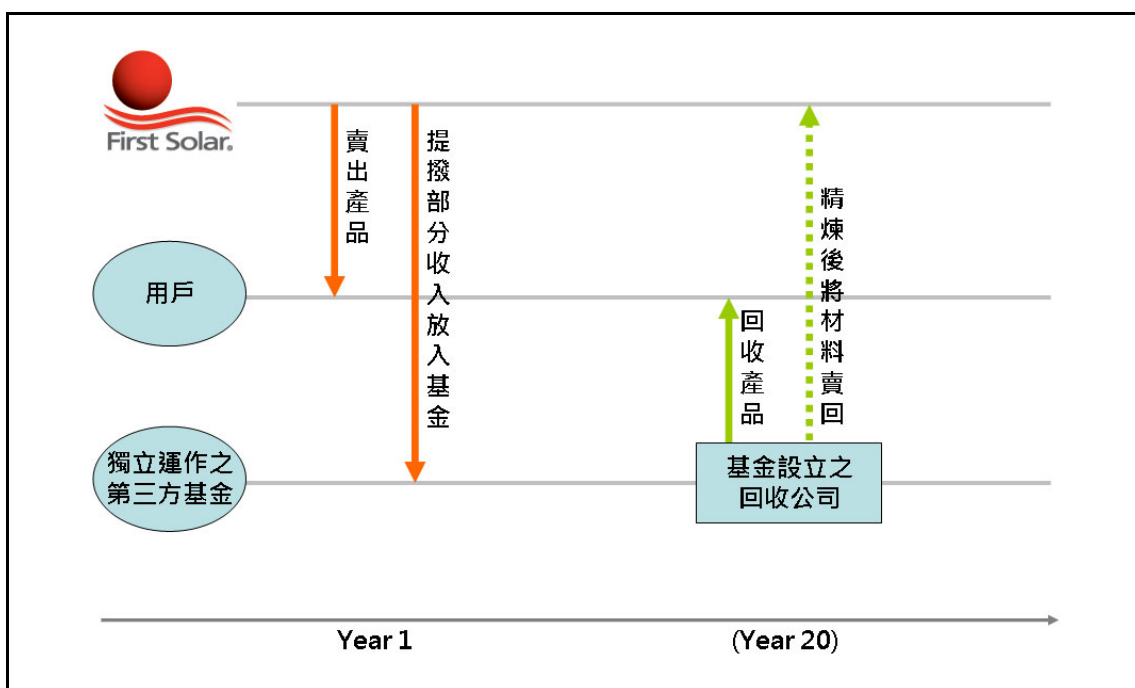 First Solar.
賣出產品
提撥部分收入放入基金
精煉後將材料賣回
用戶
回收產品
獨立運作之
第三方基金
基金設立之
回收公司
Year 1
(Year 20)